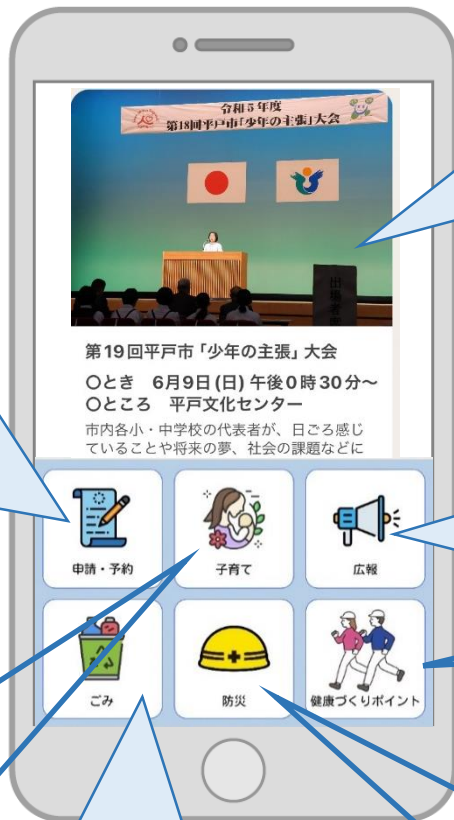 令和5年度
第18回平戸市「少年の主張」大会
第19回平戸市「少年の主張」大会
〇とき　6月9日(日)午後0時30分~
〇ところ　平戸文化センター
市内各小・中学校の代表者が、日ごろ感じ
ていることや将来の夢、社会の課題などに
申請・予約
子育て
広報
ごみ
防災
健康づくりポイント